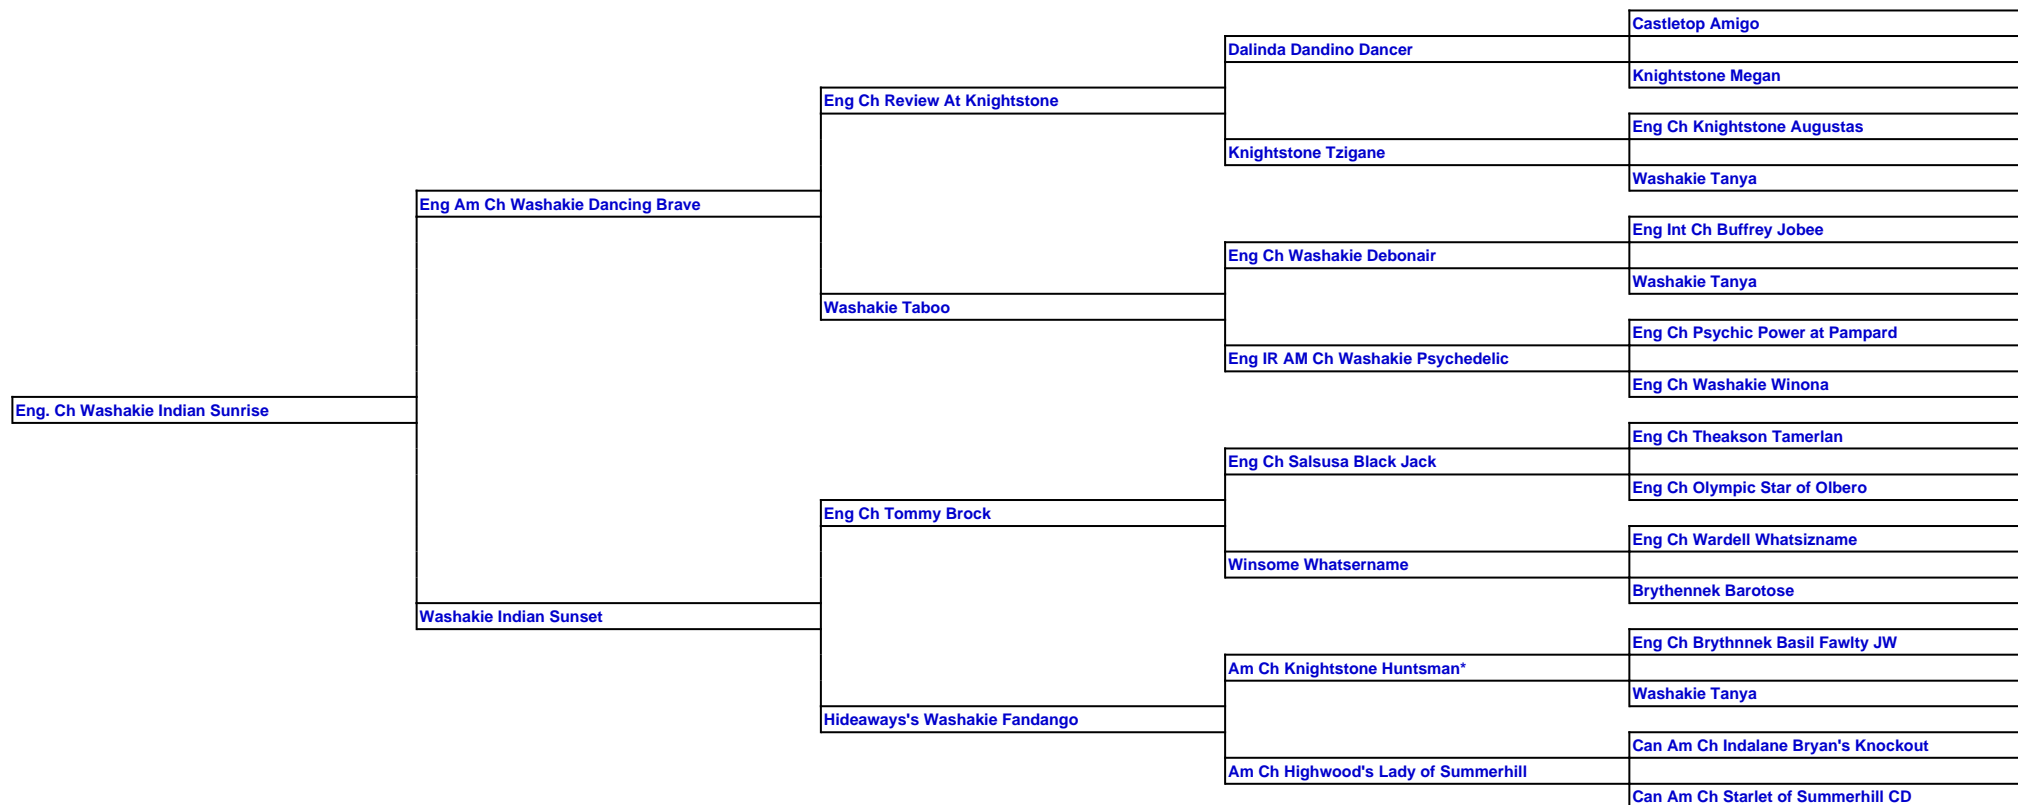 Castletop Amigo
Dalinda Dandino Dancer
Knightstone Megan
Eng Ch Review At Knightstone
Eng Ch Knightstone Augustas
Knightstone Tzigane
Washakie Tanya
Eng Am Ch Washakie Dancing Brave
Eng Int Ch Buffrey Jobee
Eng Ch Washakie Debonair
Washakie Tanya
Washakie Taboo
Eng Ch Psychic Power at Pampard
Eng IR AM Ch Washakie Psychedelic
Eng Ch Washakie Winona
Eng. Ch Washakie Indian Sunrise
Eng Ch Theakson Tamerlan
Eng Ch Salsusa Black Jack
Eng Ch Olympic Star of Olbero
Eng Ch Tommy Brock
Eng Ch Wardell Whatsizname
Winsome Whatsername
Brythennek Barotose
Washakie Indian Sunset
Eng Ch Brythnnek Basil Fawlty JW
Am Ch Knightstone Huntsman*
Washakie Tanya
Hideaways's Washakie Fandango
Can Am Ch Indalane Bryan's Knockout
Am Ch Highwood's Lady of Summerhill
Can Am Ch Starlet of Summerhill CD